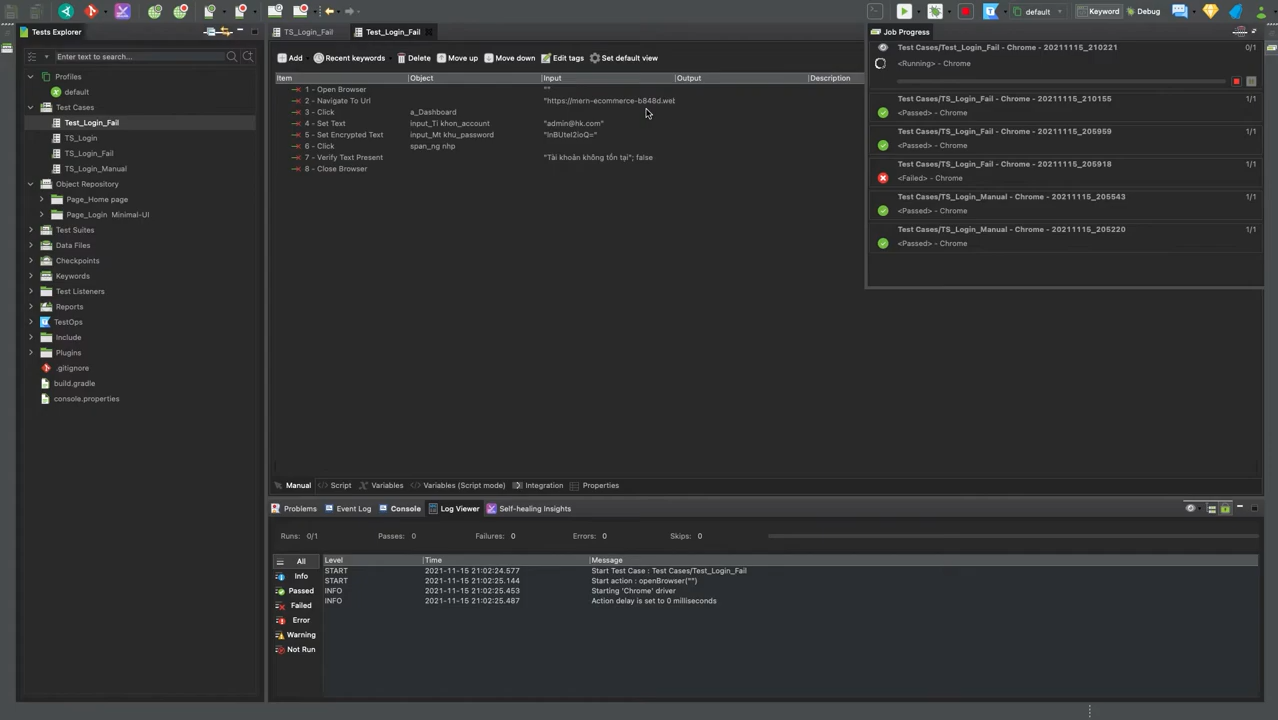 default
Keyword
Debug
Tests Explorer
TS_Login_Fail
Test_Login_Fail
Job Progress
Enter text to search...
Add
Recent keywords
Delete
Move up
Move down
Edit tags
Set default view
Item Object Input Output Description
1 - Open Browser ""
2 - Navigate To Url "https://mern-ecommerce-b848d.wet
3 - Click a_Dashboard
4 - Set Text input_Ti khon_account "admin@hk.com"
5 - Set Encrypted Text input_Mt khu_password
6 - Click span_ng nhp
7 - Verify Text Present "Tài khoản không tồn tại"; false
8 - Close Browser
Profiles
default
Test Cases
Test_Login_Fail
TS_Login
TS_Login_Fail
TS_Login_Manual
Object Repository
Page_Home page
Page_Login Minimal-UI
Test Suites
Data Files
Checkpoints
Keywords
Test Listeners
Reports
TestOps
Include
Plugins
.gitignore
build.gradle
console.properties
Test Cases/Test_Login_Fail - Chrome - 20211115_210221 0/1
<Running> - Chrome
Test Cases/TS_Login_Fail - Chrome - 20211115_210155 1/1
<Passed> - Chrome
Test Cases/TS_Login_Fail - Chrome - 20211115_205959 1/1
<Passed> - Chrome
Test Cases/TS_Login_Fail - Chrome - 20211115_205918 1/1
<Failed> - Chrome
Test Cases/TS_Login_Manual - Chrome - 20211115_205543 1/1
<Passed> - Chrome
Test Cases/TS_Login_Manual - Chrome - 20211115_205220 1/1
<Passed> - Chrome
Manual
Script
Variables
Variables (Script mode)
Integration
Properties
Problems
Event Log
Console
Log Viewer
Self-healing Insights
Runs: 0/1 Passes: 0 Failures: 0 Errors: 0 Skips: 0
All
Info
Passed
Failed
Error
Warning
Not Run
Level Time Message
START 2021-11-15 21:02:24.577 Start Test Case : Test Cases/Test_Login_Fail
START 2021-11-15 21:02:25.144 Start action : openBrowser("")
INFO 2021-11-15 21:02:25.453 Starting 'Chrome' driver
INFO 2021-11-15 21:02:25.487 Action delay is set to 0 milliseconds